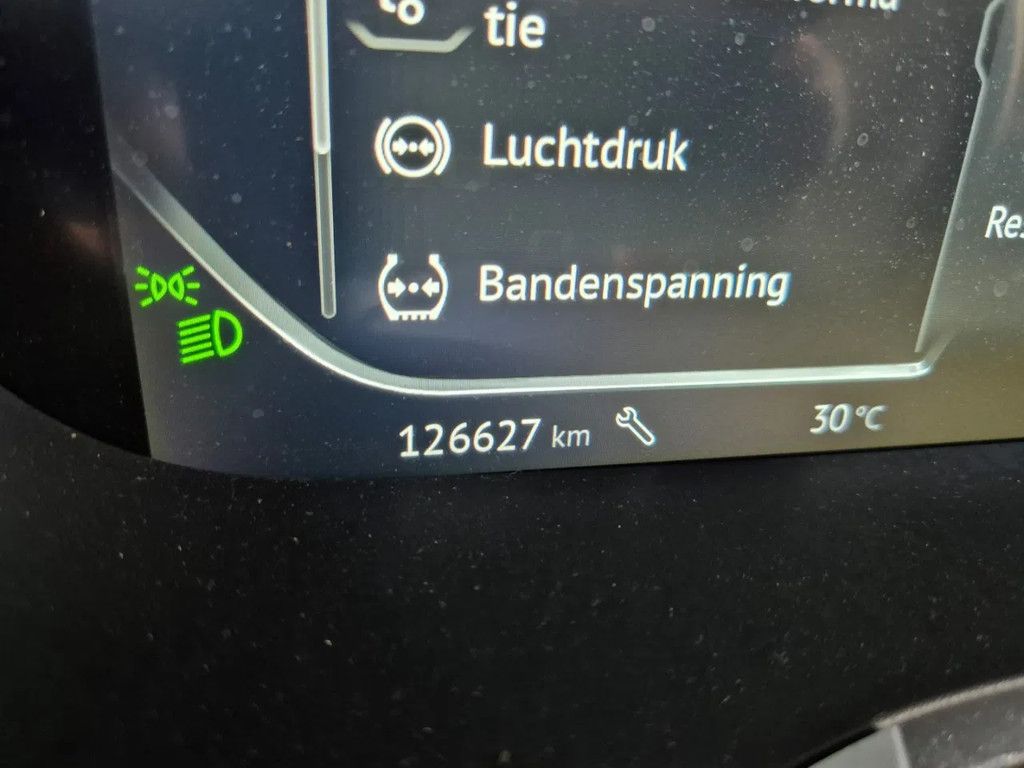 tie
Luchtdruk
Bandenspanning
126627 km
30°C